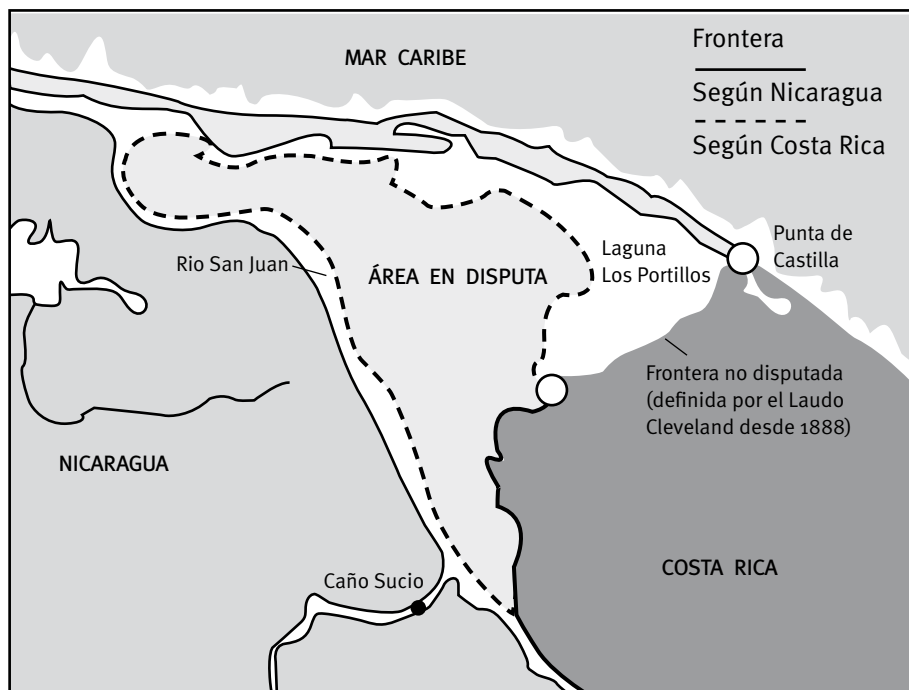 MAR CARIBE
Frontera
Según Nicaragua
Según Costa Rica
Punta de
Castilla
Laguna
Los Portillos
Rio San Juan
ÁREA EN DISPUTA
Frontera no disputada
(definida por el Laudo
Cleveland desde 1888)
NICARAGUA
COSTA RICA
Caño Sucio